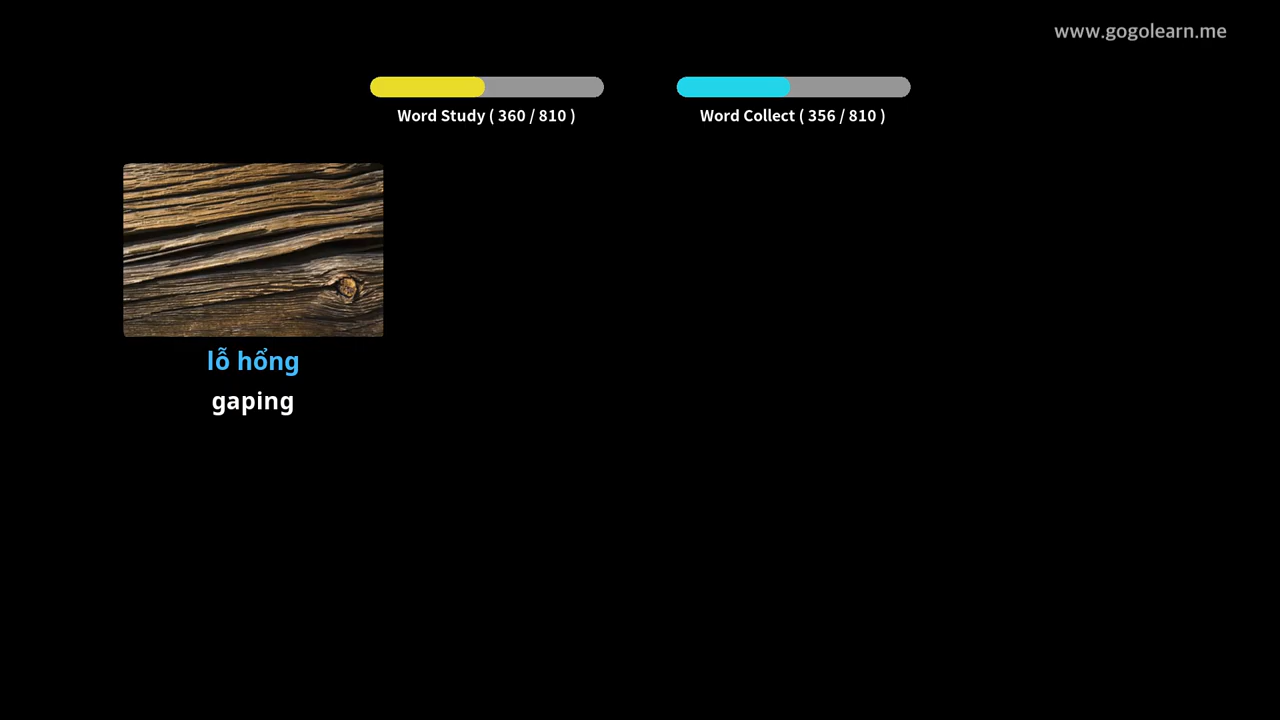 www.gogolearn.me
Word Study ( 360 / 810 )
Word Collect ( 356 / 810 )
lỗ hổng
gaping